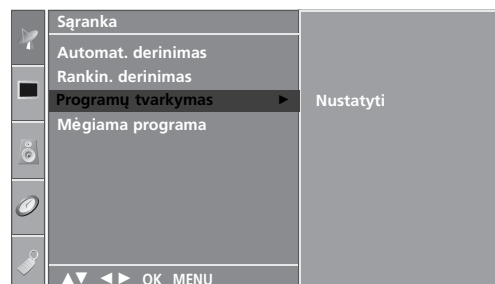 Sąranka
Automat. derinimas
Rankin. derinimas
Programų tvarkymas ► Nustatyti
Mėgiama programa
▲▼ ◄► OK MENU